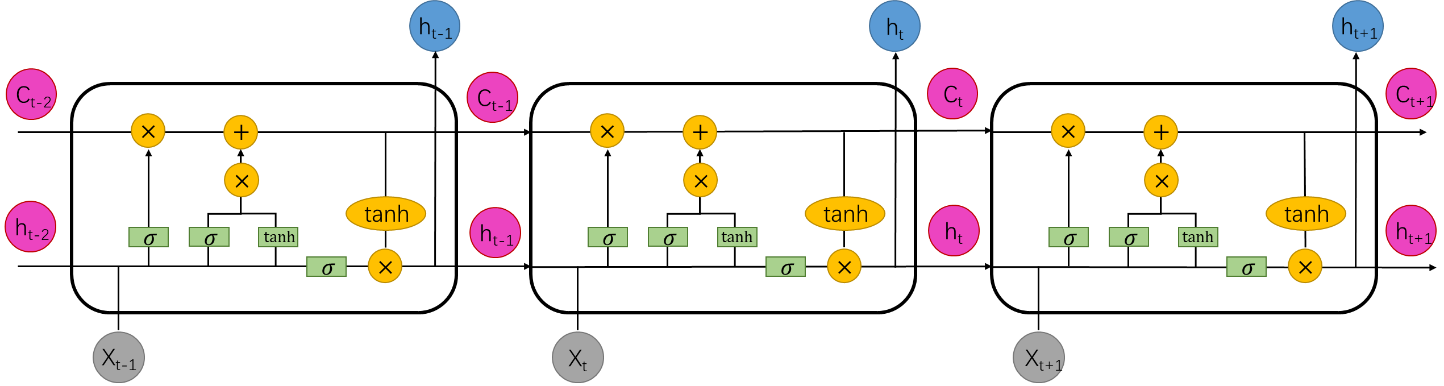 h_{t-1} h_t h_{t+1}
C_{t-2} C_{t-1} C_t C_{t+1}
× + × + × +
× × ×
tanh tanh tanh
h_{t-2} h_{t-1} h_t h_{t+1}
σ σ tanh σ σ tanh σ σ tanh
σ × σ × σ ×
X_{t-1} X_t X_{t+1}